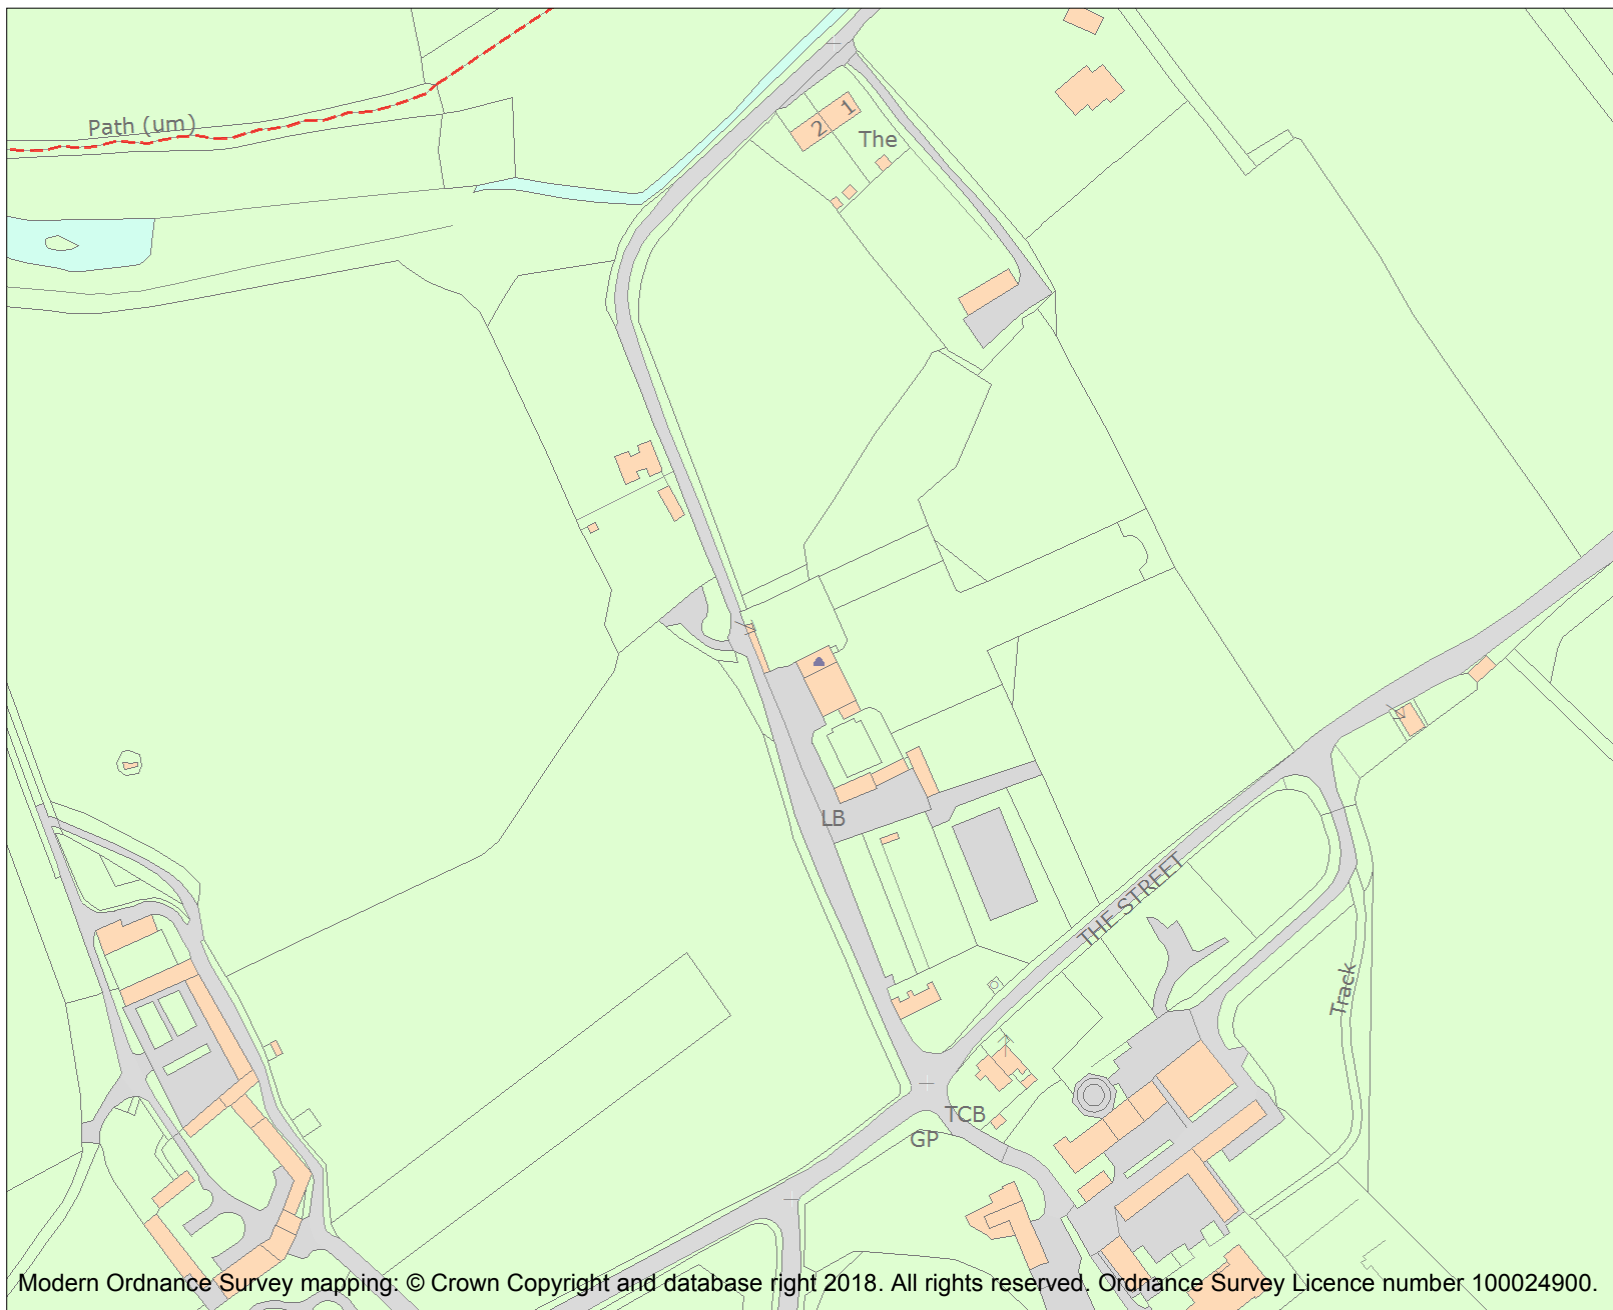 Path (um)
1
2
The
LB
THE STREET
Track
TCB
GP
Modern Ordnance Survey mapping: © Crown Copyright and database right 2018. All rights reserved. Ordnance Survey Licence number 100024900.